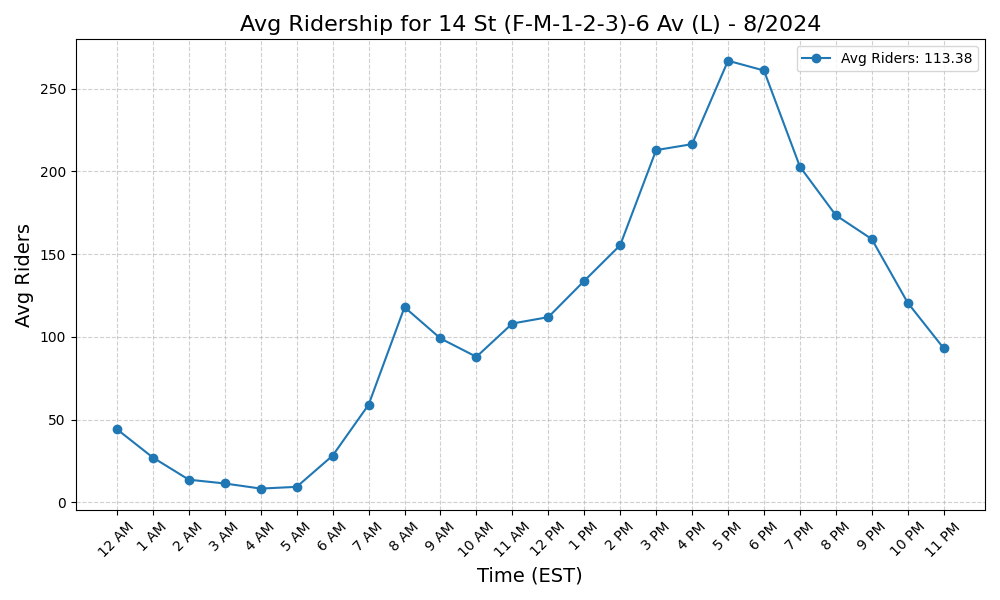 Avg Ridership for 14 St (F-M-1-2-3)-6 Av (L) - 8/2024
Avg Riders: 113.38
Avg Riders
250
200
150
100
50
0
12 AM
1 AM
2 AM
3 AM
4 AM
5 AM
6 AM
7 AM
8 AM
9 AM
10 AM
11 AM
12 PM
1 PM
2 PM
3 PM
4 PM
5 PM
6 PM
7 PM
8 PM
9 PM
10 PM
11 PM
Time (EST)